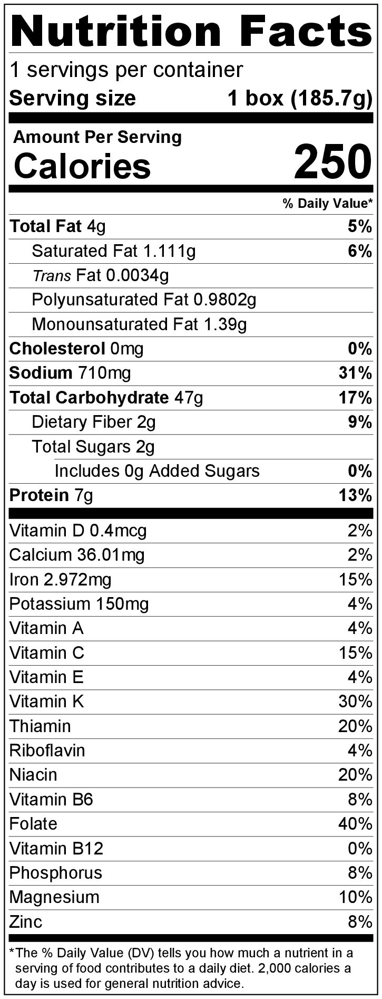 Nutrition Facts
1 servings per container
Serving size 1 box (185.7g)
Amount Per Serving
Calories 250
% Daily Value*
Total Fat 4g 5%
Saturated Fat 1.111g 6%
Trans Fat 0.0034g
Polyunsaturated Fat 0.9802g
Monounsaturated Fat 1.39g
Cholesterol 0mg 0%
Sodium 710mg 31%
Total Carbohydrate 47g 17%
Dietary Fiber 2g 9%
Total Sugars 2g
Includes 0g Added Sugars 0%
Protein 7g 13%
Vitamin D 0.4mcg 2%
Calcium 36.01mg 2%
Iron 2.972mg 15%
Potassium 150mg 4%
Vitamin A 4%
Vitamin C 15%
Vitamin E 4%
Vitamin K 30%
Thiamin 20%
Riboflavin 4%
Niacin 20%
Vitamin B6 8%
Folate 40%
Vitamin B12 0%
Phosphorus 8%
Magnesium 10%
Zinc 8%
*The % Daily Value (DV) tells you how much a nutrient in a
serving of food contributes to a daily diet. 2,000 calories a
day is used for general nutrition advice.